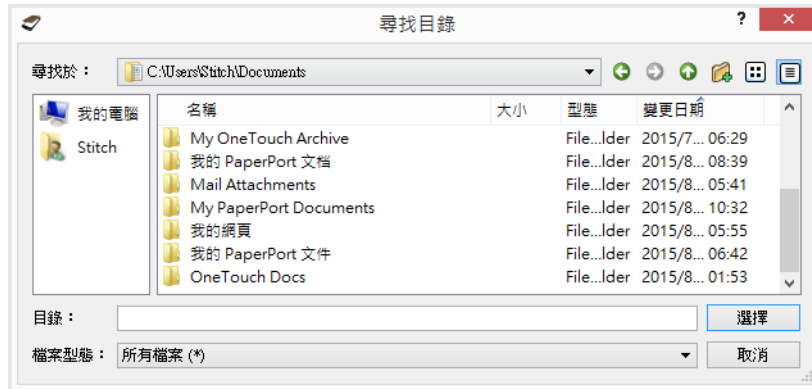 尋找目錄
?
尋找於： C:\Users\Stitch\Documents
我的電腦
Stitch
名稱 大小 型態 變更日期
My OneTouch Archive File...lder 2015/7... 06:29
我的 PaperPort 文檔 File...lder 2015/8... 08:39
Mail Attachments File...lder 2015/8... 05:41
My PaperPort Documents File...lder 2015/8... 10:32
我的網頁 File...lder 2015/8... 05:55
我的 PaperPort 文件 File...lder 2015/8... 06:42
OneTouch Docs File...lder 2015/8... 01:53
目錄： 選擇
檔案型態： 所有檔案 (*) 取消